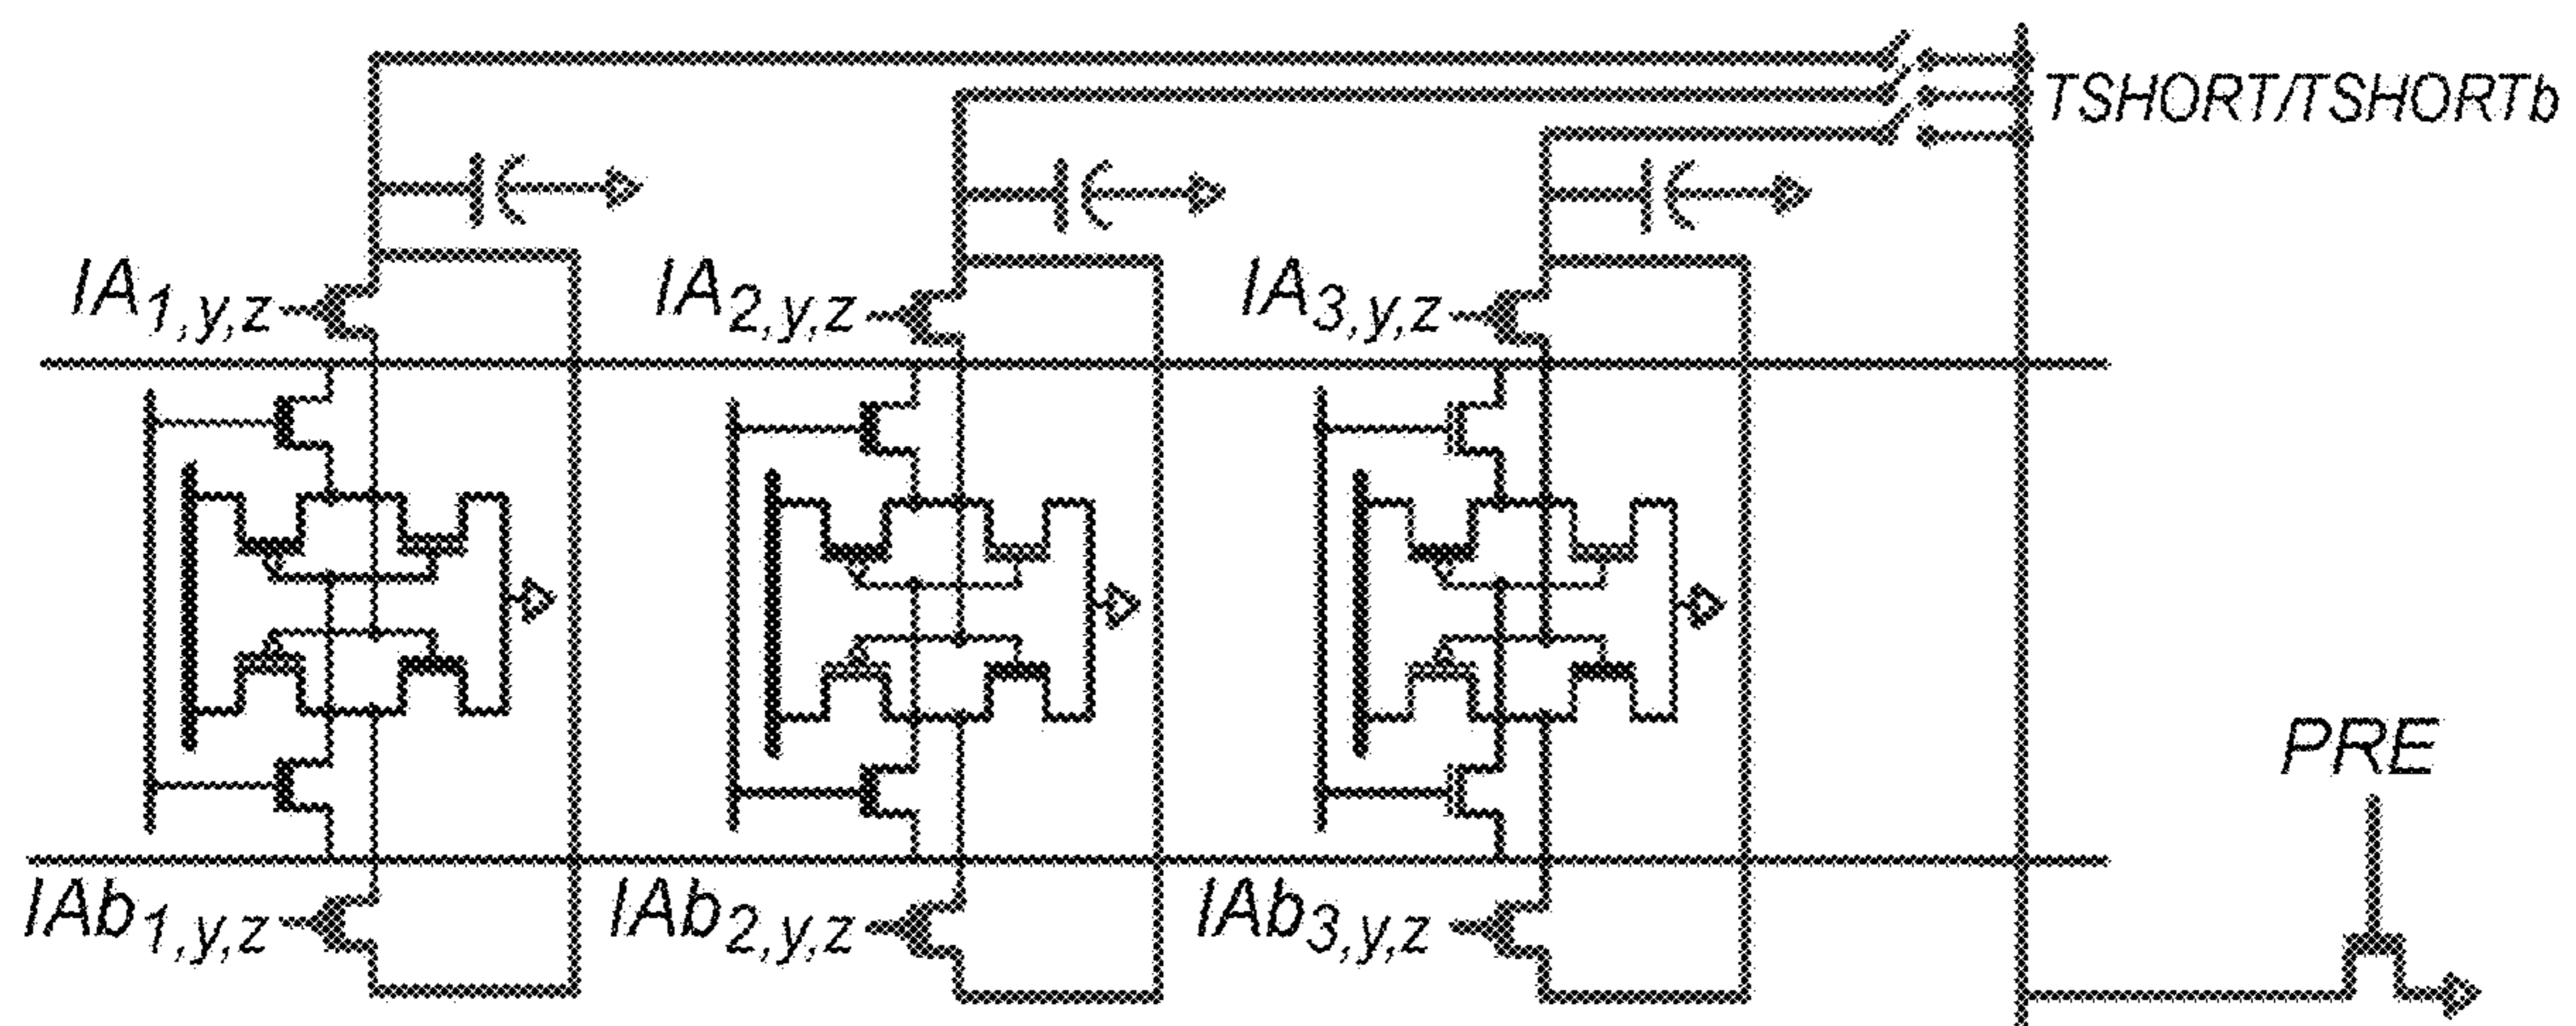 TSHORT/TSHORTb
IA1,y,z
IA2,y,z
IA3,y,z
PRE
IAb1,y,z
IAb2,y,z
IAb3,y,z